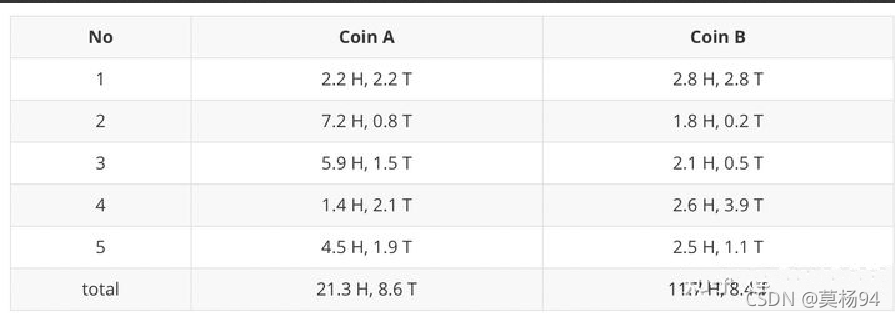 No Coin A Coin B
1 2.2 H, 2.2 T 2.8 H, 2.8 T
2 7.2 H, 0.8 T 1.8 H, 0.2 T
3 5.9 H, 1.5 T 2.1 H, 0.5 T
4 1.4 H, 2.1 T 2.6 H, 3.9 T
5 4.5 H, 1.9 T 2.5 H, 1.1 T
total 21.3 H, 8.6 T 11.7 H, 8.4 T
CSDN @莫杨94